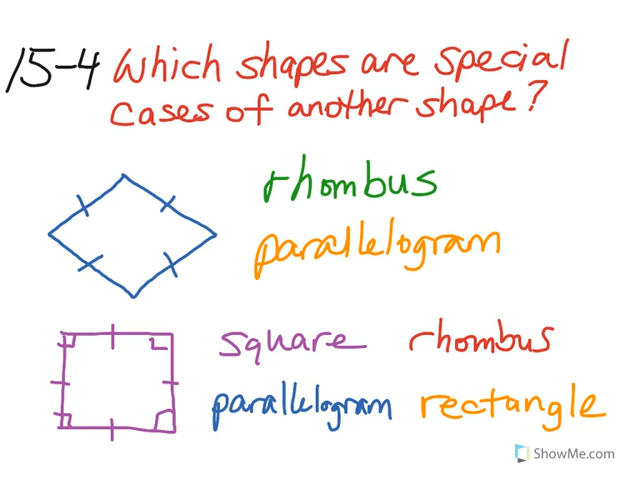 15-4 Which shapes are special
cases of another shape?
rhombus
parallelogram
square rhombus
parallelogram rectangle
ShowMe.com